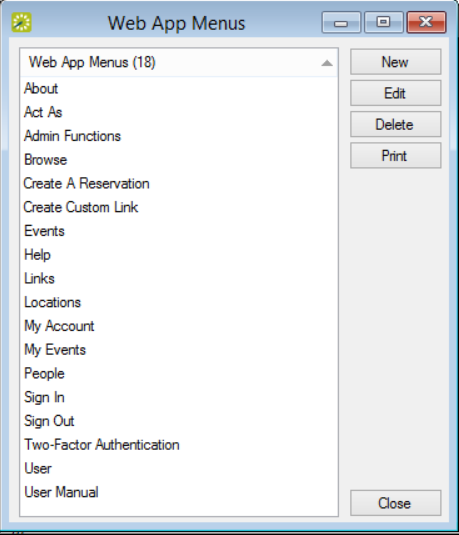 Web App Menus
Web App Menus (18)
About
Act As
Admin Functions
Browse
Create A Reservation
Create Custom Link
Events
Help
Links
Locations
My Account
My Events
People
Sign In
Sign Out
Two-Factor Authentication
User
User Manual
New
Edit
Delete
Print
Close